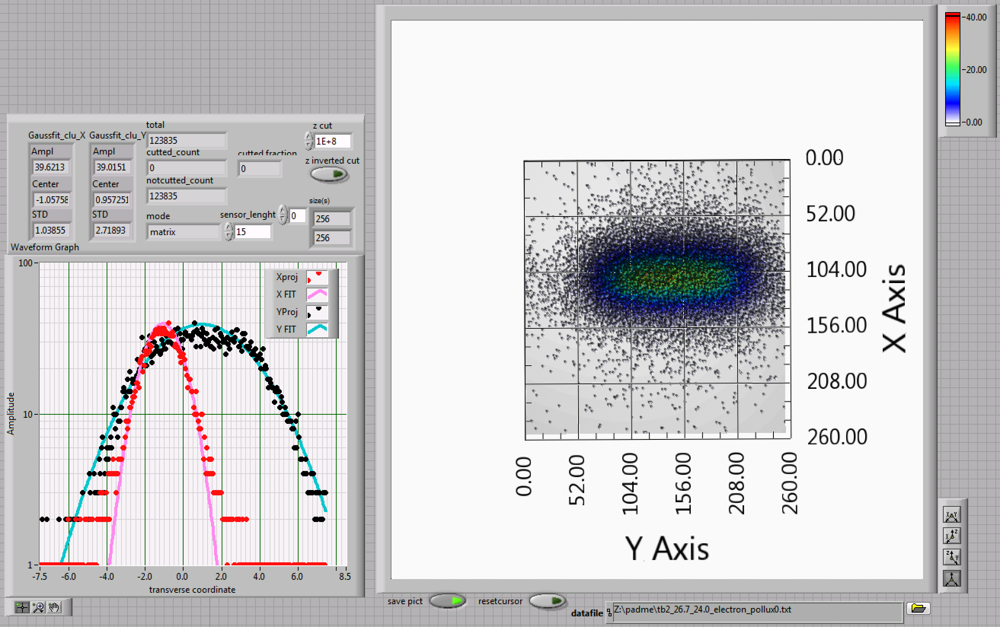 total
z cut
Gaussfit_clu_X
Gaussfit_clu_Y
123835
1E+8
Ampl
Ampl
cutted_count
cutted fraction
z inverted cut
39.6213
39.0151
0
0
Center
Center
notcutted_count
-1.05758
0.957251
123835
size(s)
STD
STD
mode
sensor_lenght
0
256
1.03855
2.71893
matrix
15
256
Waveform Graph
100
10
1
Amplitude
Xproj
X FIT
YProj
Y FIT
-7.5
-6.0
-4.0
-2.0
0.0
2.0
4.0
6.0
8.5
transverse coordinate
40.00
20.00
0.00
0.00
52.00
104.00
156.00
208.00
260.00
X Axis
0.00
52.00
104.00
156.00
208.00
260.00
Y Axis
save pict
resetcursor
datafile
Z:\padme\tb2_26.7_24.0_electron_pollux0.txt